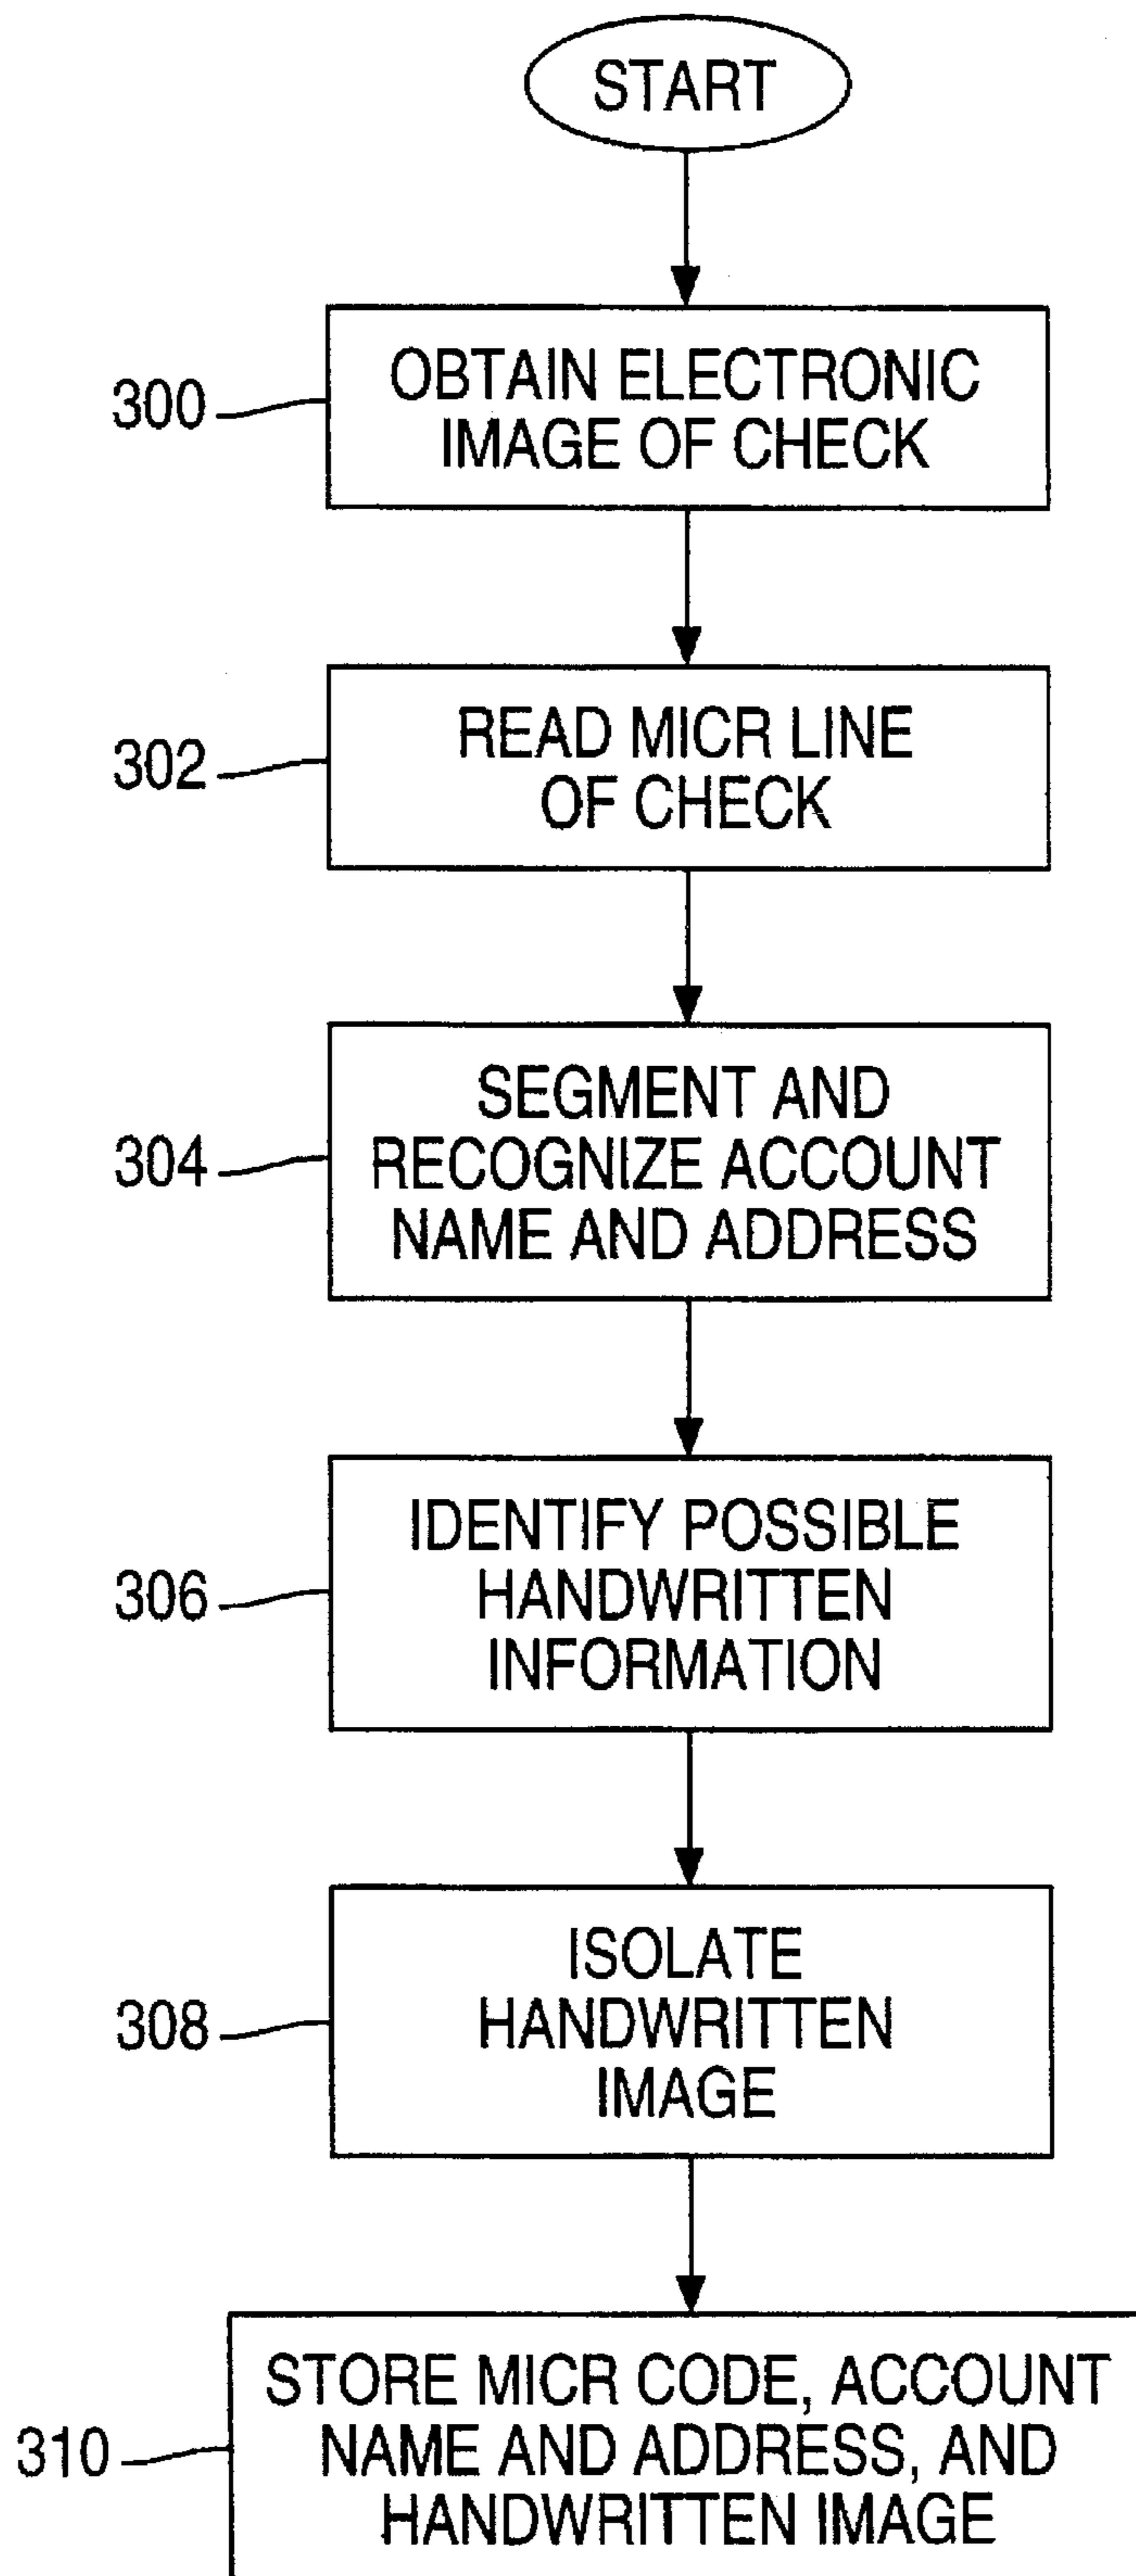 START
300
OBTAIN ELECTRONIC
IMAGE OF CHECK
302
READ MICR LINE
OF CHECK
304
SEGMENT AND
RECOGNIZE ACCOUNT
NAME AND ADDRESS
306
IDENTIFY POSSIBLE
HANDWRITTEN
INFORMATION
308
ISOLATE
HANDWRITTEN
IMAGE
310
STORE MICR CODE, ACCOUNT
NAME AND ADDRESS, AND
HANDWRITTEN IMAGE